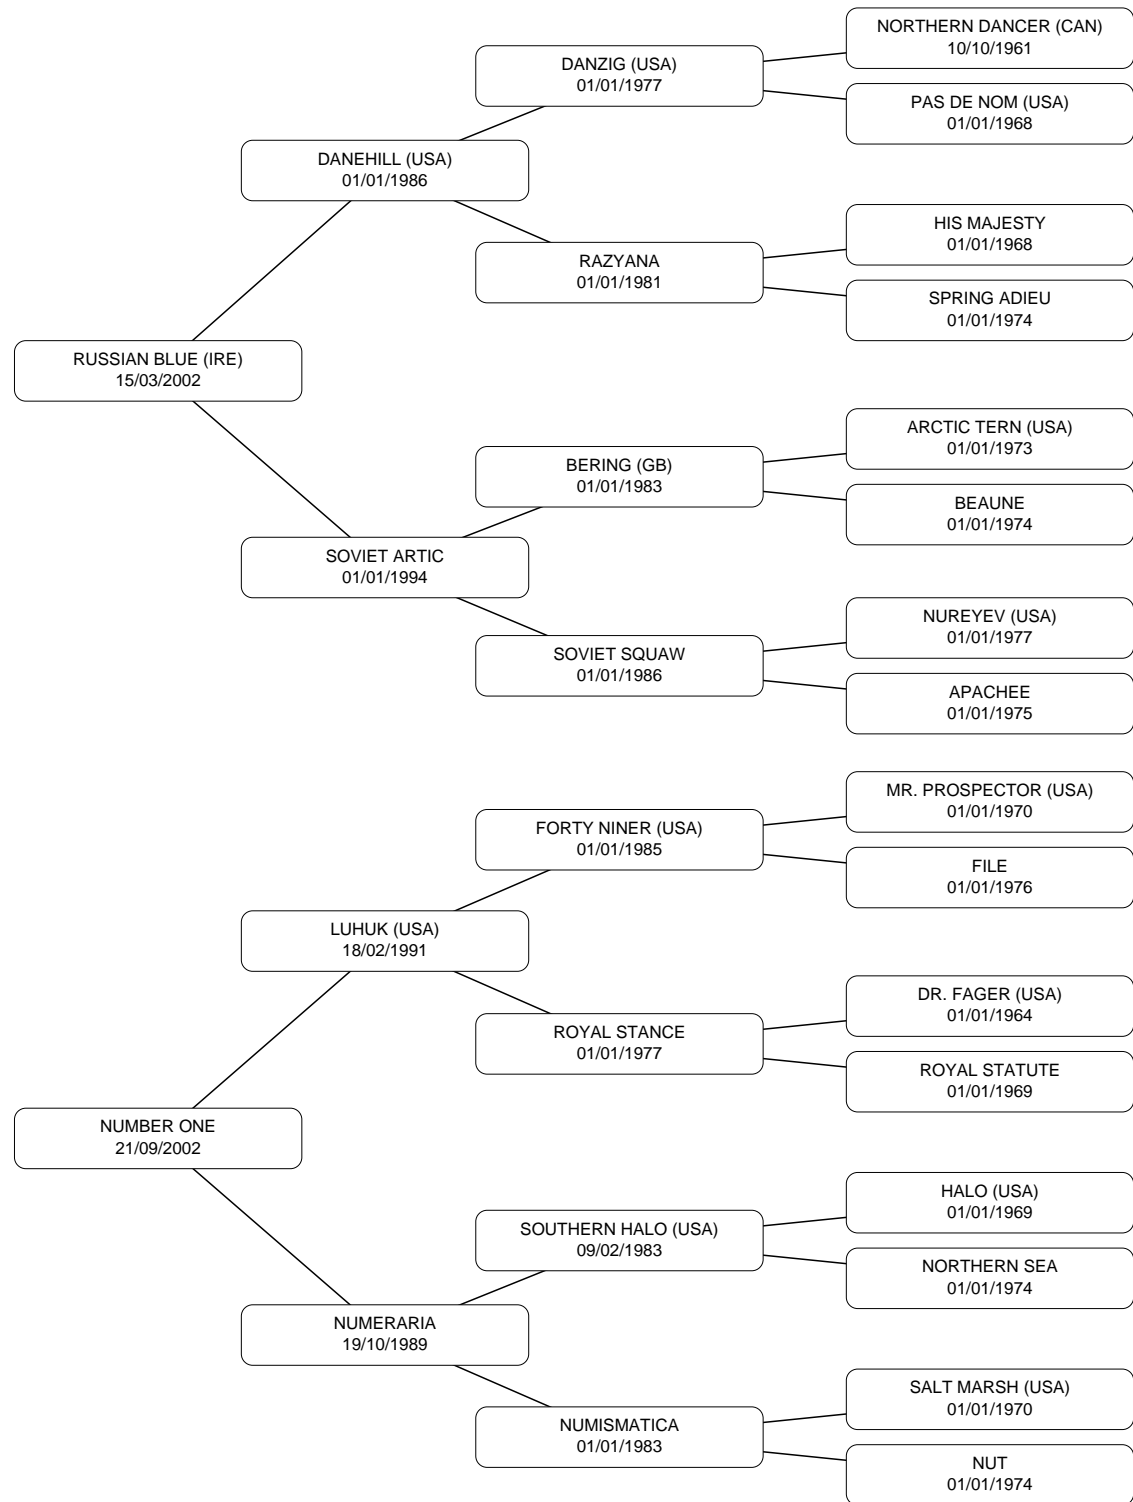 NORTHERN DANCER (CAN)
10/10/1961
DANZIG (USA)
01/01/1977
PAS DE NOM (USA)
01/01/1968
DANEHILL (USA)
01/01/1986
HIS MAJESTY
01/01/1968
RAZYANA
01/01/1981
SPRING ADIEU
01/01/1974
RUSSIAN BLUE (IRE)
15/03/2002
ARCTIC TERN (USA)
01/01/1973
BERING (GB)
01/01/1983
BEAUNE
01/01/1974
SOVIET ARTIC
01/01/1994
NUREYEV (USA)
01/01/1977
SOVIET SQUAW
01/01/1986
APACHEE
01/01/1975
MR. PROSPECTOR (USA)
01/01/1970
FORTY NINER (USA)
01/01/1985
FILE
01/01/1976
LUHUK (USA)
18/02/1991
DR. FAGER (USA)
01/01/1964
ROYAL STANCE
01/01/1977
ROYAL STATUTE
01/01/1969
NUMBER ONE
21/09/2002
HALO (USA)
01/01/1969
SOUTHERN HALO (USA)
09/02/1983
NORTHERN SEA
01/01/1974
NUMERARIA
19/10/1989
SALT MARSH (USA)
01/01/1970
NUMISMATICA
01/01/1983
NUT
01/01/1974